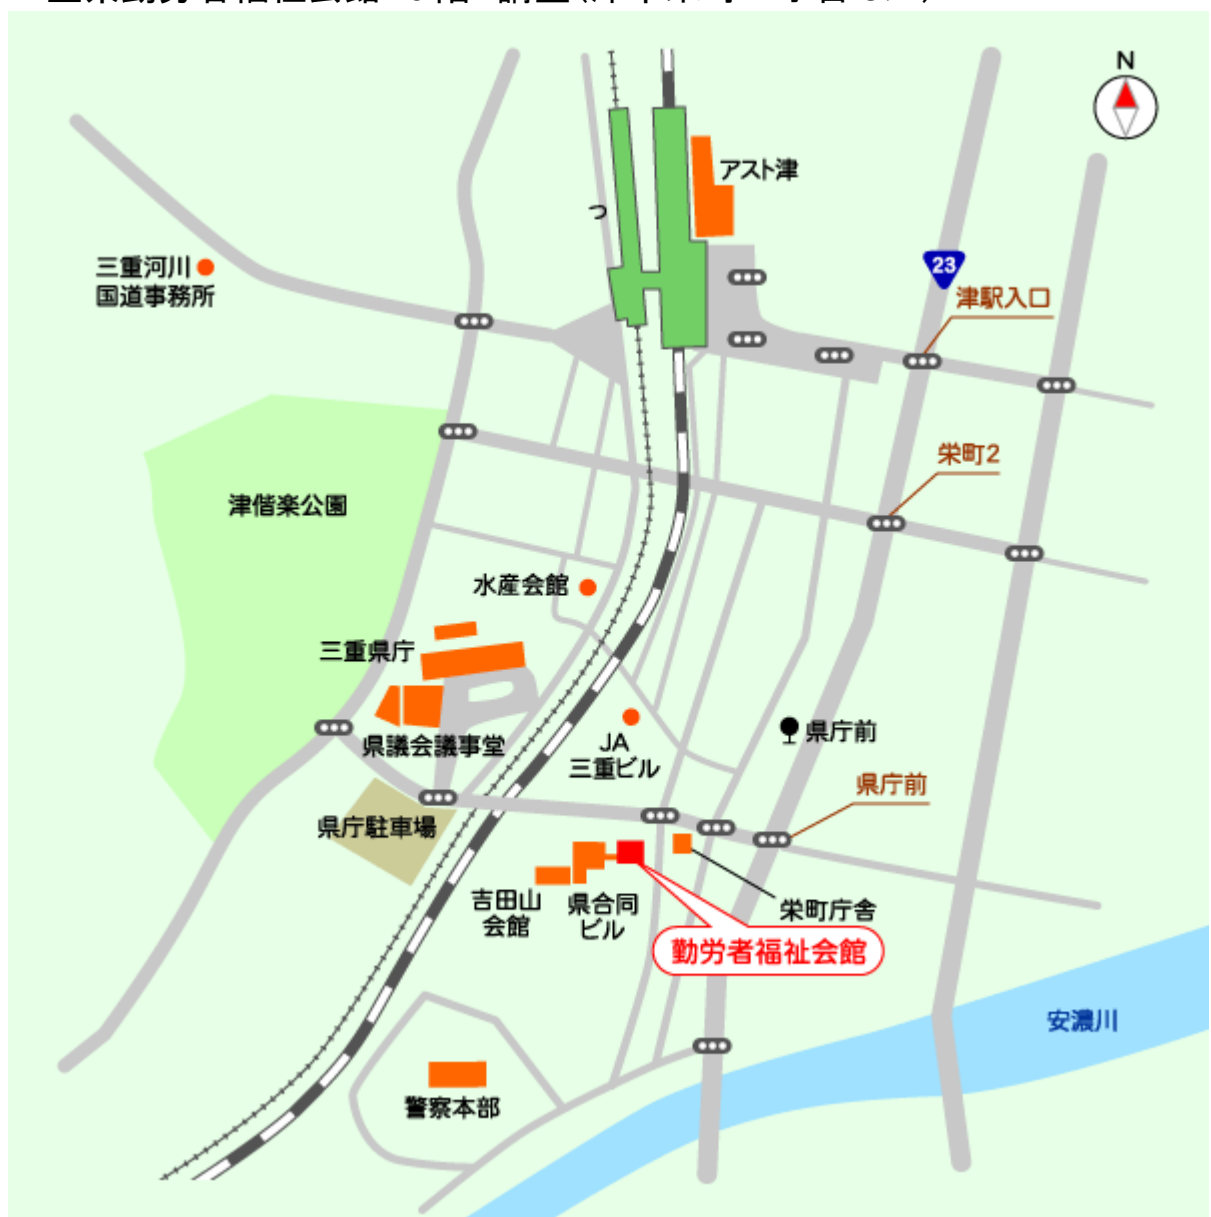 N
アスト津
つ
23
三重河川
国道事務所
津駅入口
栄町2
津偕楽公園
水産会館
三重県庁
県議会議事堂
JA
三重ビル
県庁前
県庁前
県庁駐車場
吉田山
会館
県合同
ビル
栄町庁舎
勤労者福祉会館
安濃川
警察本部